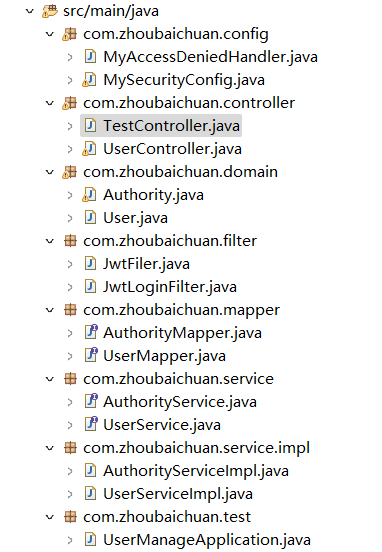 src/main/java
com.zhoubaichuan.config
MyAccessDeniedHandler.java
MySecurityConfig.java
com.zhoubaichuan.controller
TestController.java
UserController.java
com.zhoubaichuan.domain
Authority.java
User.java
com.zhoubaichuan.filter
JwtFiler.java
JwtLoginFilter.java
com.zhoubaichuan.mapper
AuthorityMapper.java
UserMapper.java
com.zhoubaichuan.service
AuthorityService.java
UserService.java
com.zhoubaichuan.service.impl
AuthorityServiceImpl.java
UserServiceImpl.java
com.zhoubaichuan.test
UserManageApplication.java